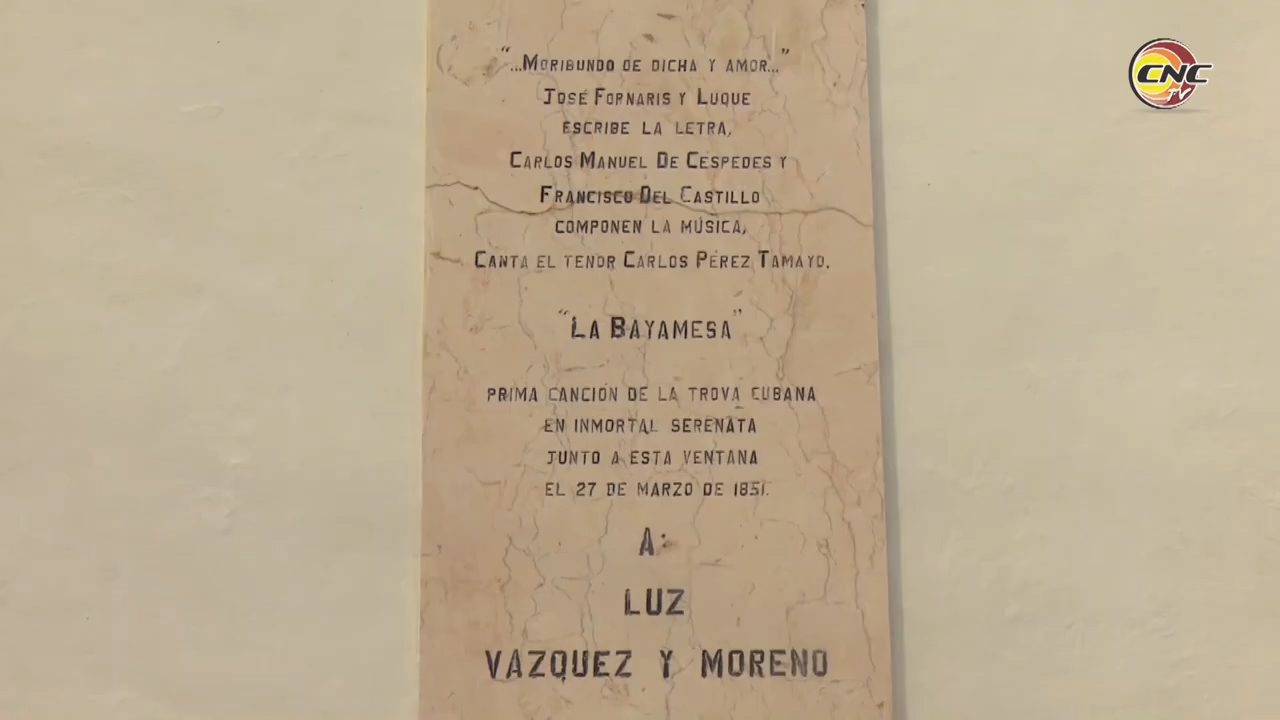 "...MORIBUNDO DE DICHA Y AMOR..."
JOSÉ FORNARIS Y LUQUE
ESCRIBE LA LETRA,
CARLOS MANUEL DE CÉSPEDES Y
FRANCISCO DEL CASTILLO
COMPONEN LA MÚSICA,
CANTA EL TENOR CARLOS PÉREZ TAMAYO.
"LA BAYAMESA"
PRIMA CANCIÓN DE LA TROVA CUBANA
EN INMORTAL SERENATA
JUNTO A ESTA VENTANA
EL 27 DE MARZO DE 1851.
A:
LUZ
VAZQUEZ Y MORENO
CNC
TV